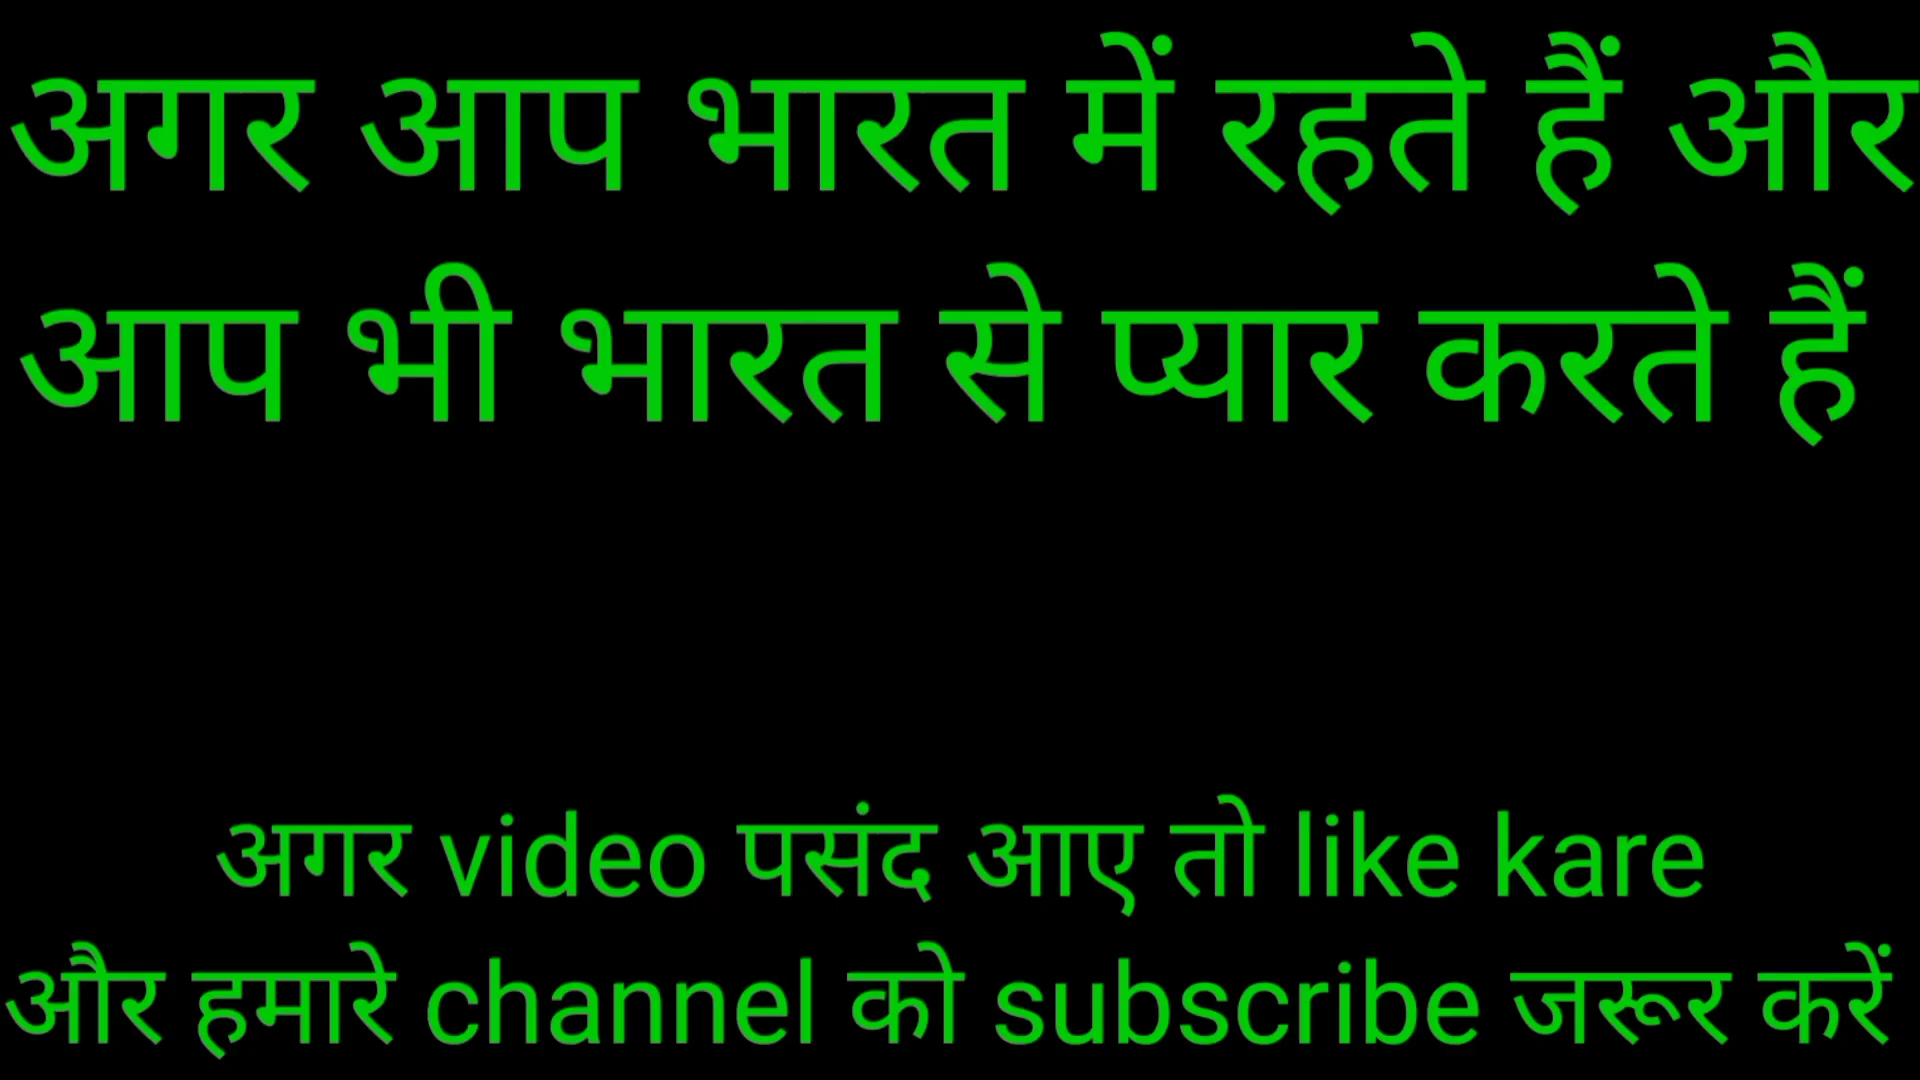 अगर आप भारत में रहते हैं और
आप भी भारत से प्यार करते हैं
अगर video पसंद आए तो like kare
और हमारे channel को subscribe जरूर करें